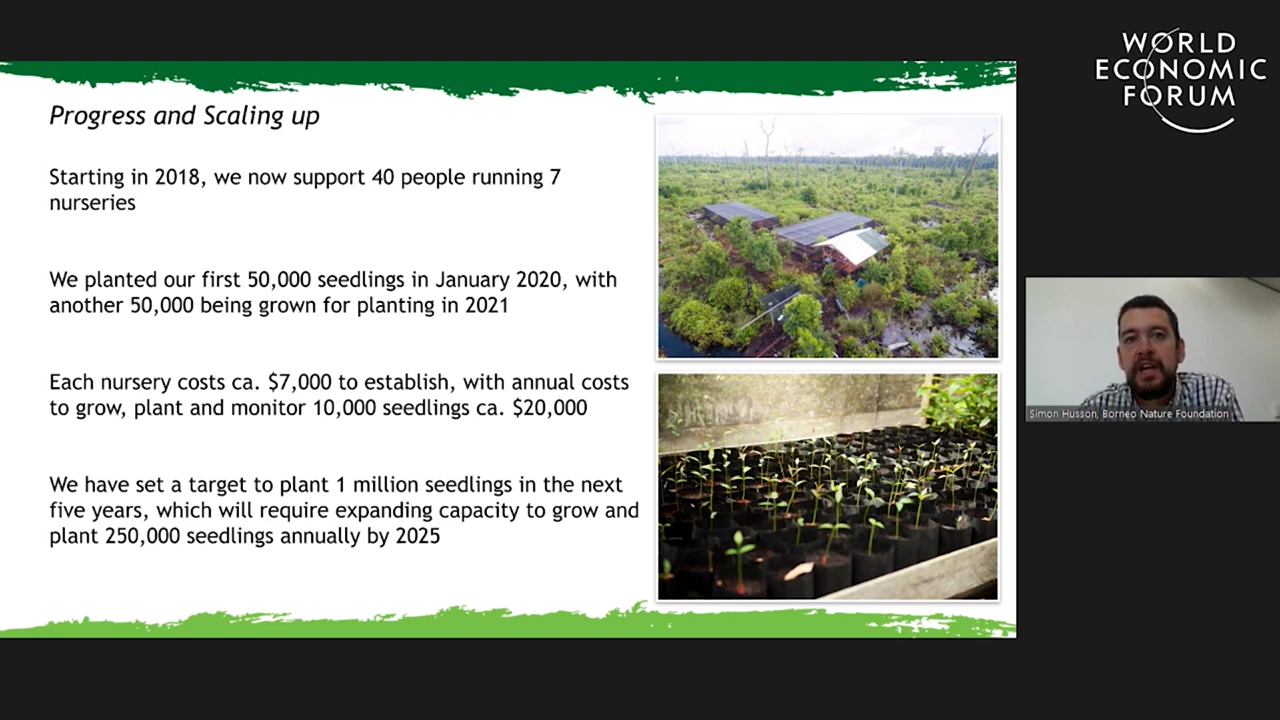 WORLD
ECONOMIC
FORUM
Progress and Scaling up
Starting in 2018, we now support 40 people running 7
nurseries
We planted our first 50,000 seedlings in January 2020, with
another 50,000 being grown for planting in 2021
Each nursery costs ca. $7,000 to establish, with annual costs
to grow, plant and monitor 10,000 seedlings ca. $20,000
We have set a target to plant 1 million seedlings in the next
five years, which will require expanding capacity to grow and
plant 250,000 seedlings annually by 2025
Simon Husson, Borneo Nature Foundation